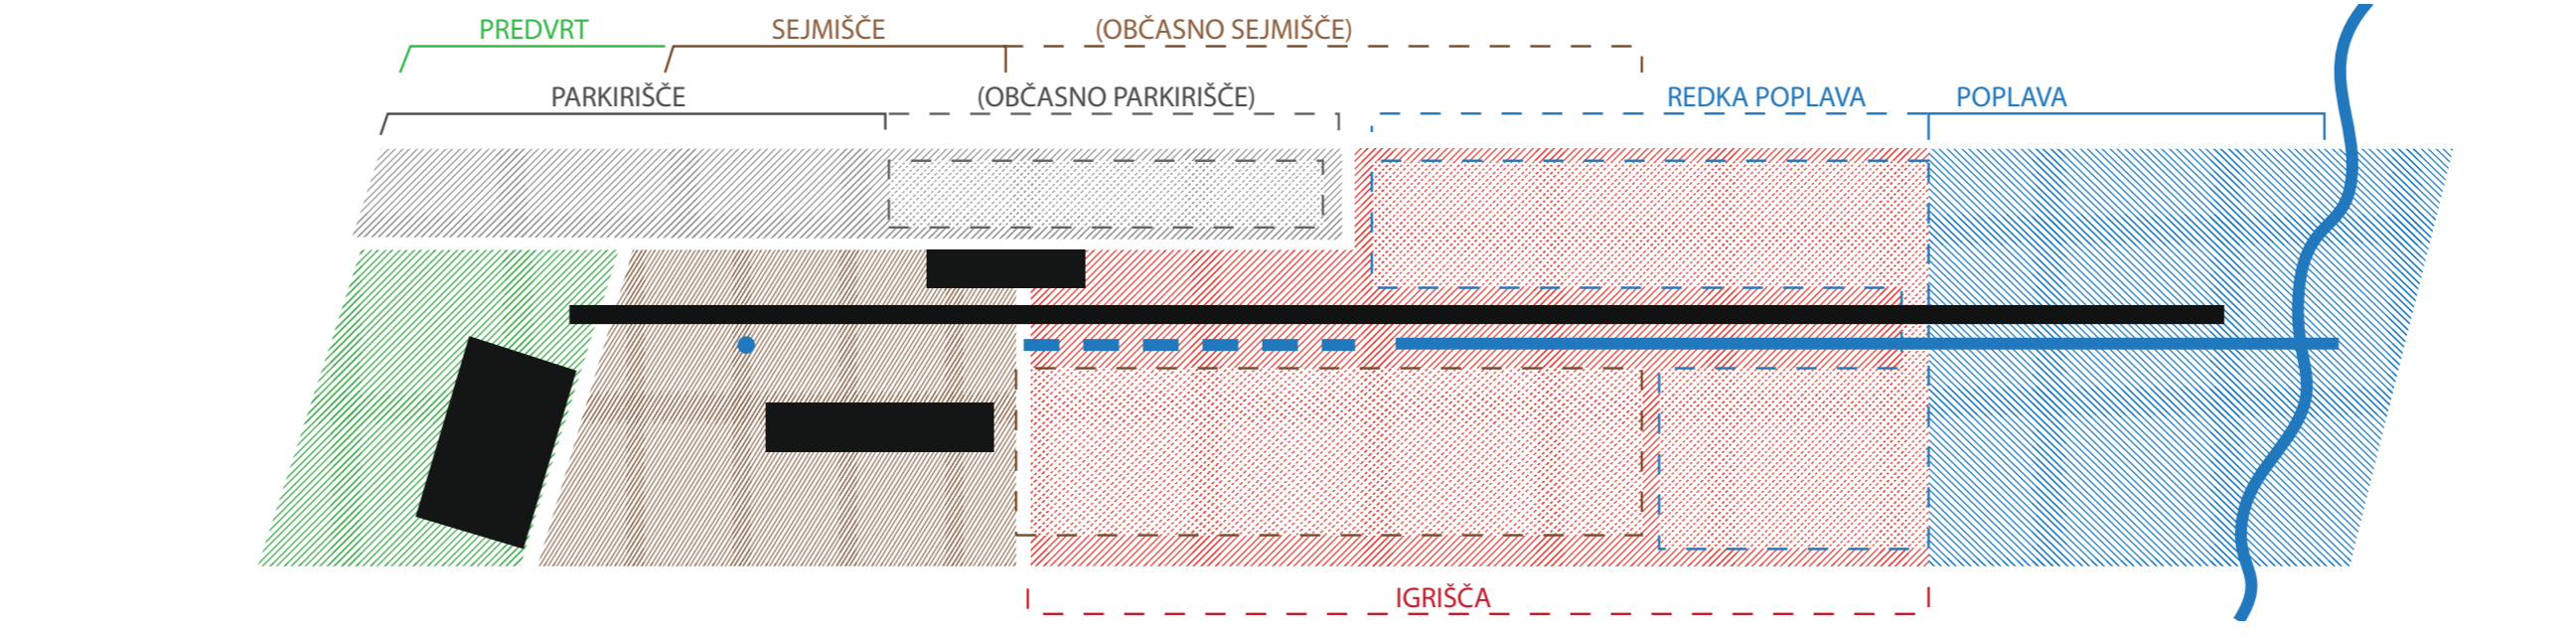 PREDVRT
SEJMIŠČE
(OBČASNO SEJMIŠČE)
PARKIRIŠČE
(OBČASNO PARKIRIŠČE)
REDKA POPLAVA
POPLAVA
IGRIŠČA